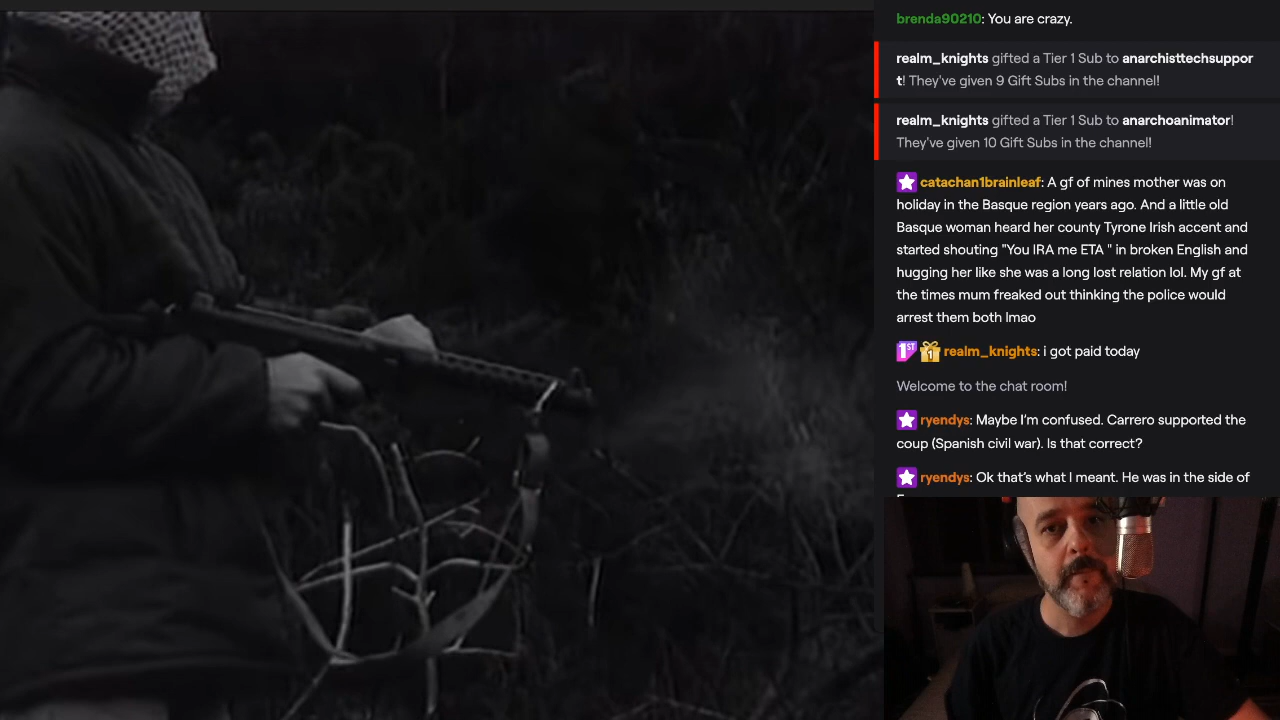 brenda90210: You are crazy.
realm_knights gifted a Tier 1 Sub to anarchisttechsuppor
t! They've given 9 Gift Subs in the channel!
realm_knights gifted a Tier 1 Sub to anarchoanimator!
They've given 10 Gift Subs in the channel!
catachan1brainleaf: A gf of mines mother was on
holiday in the Basque region years ago. And a little old
Basque woman heard her county Tyrone Irish accent and
started shouting "You IRA me ETA " in broken English and
hugging her like she was a long lost relation lol. My gf at
the times mum freaked out thinking the police would
arrest them both lmao
1ST 1 realm_knights: i got paid today
Welcome to the chat room!
ryendys: Maybe I'm confused. Carrero supported the
coup (Spanish civil war). Is that correct?
ryendys: Ok that's what I meant. He was in the side of